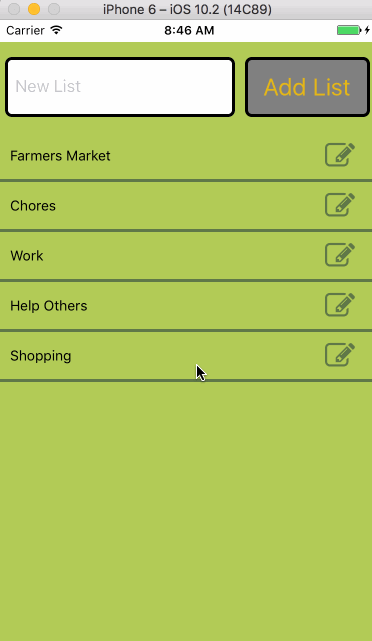 iPhone 6 – iOS 10.2 (14C89)
Carrier 8:46 AM
New List Add List
Farmers Market
Chores
Work
Help Others
Shopping